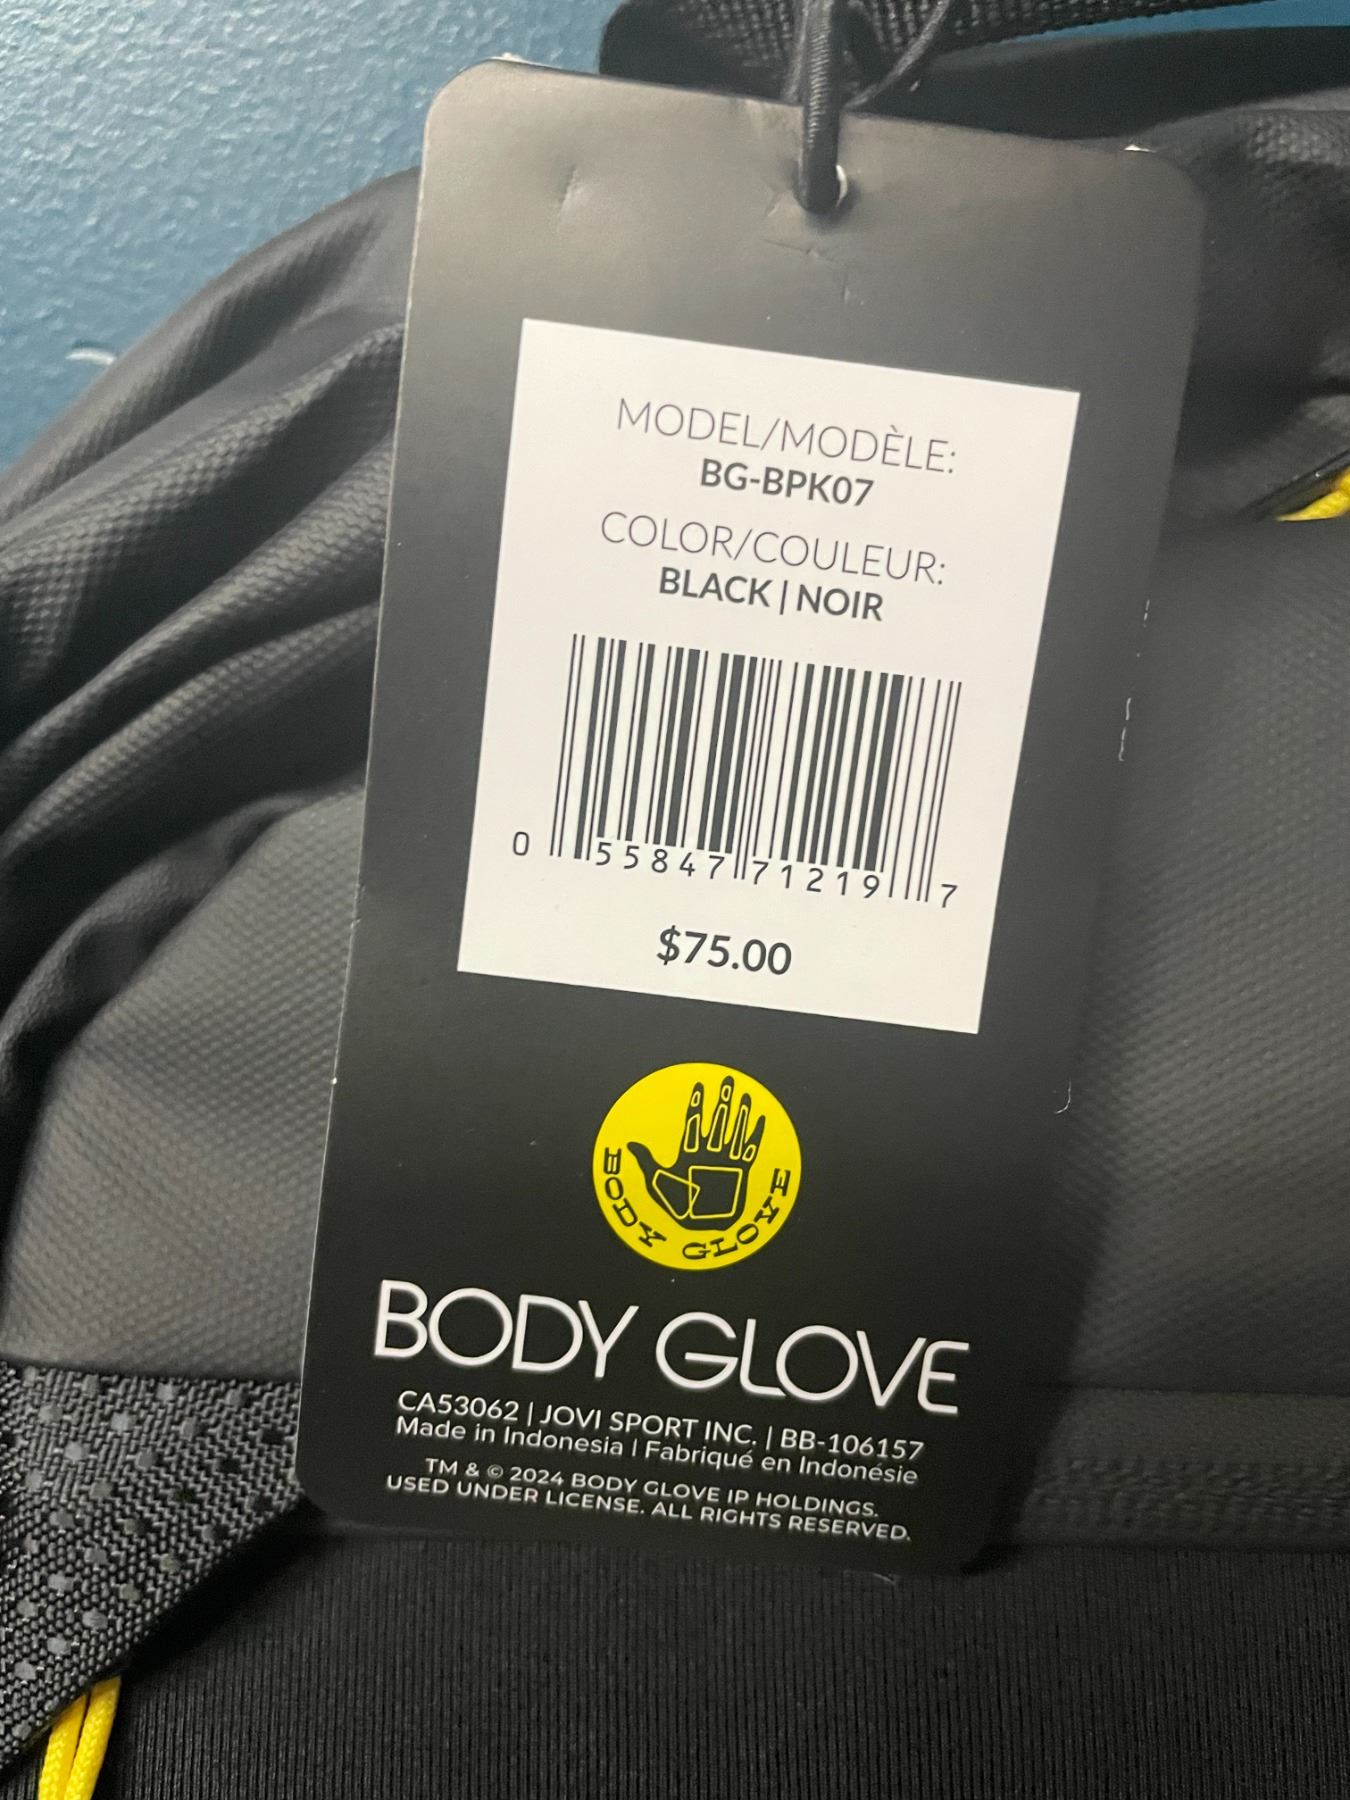 MODEL/MODÈLE:
BG-BPK07
COLOR/COULEUR:
BLACK | NOIR
0 55847 71219 7
$75.00
BODY GLOVE
BODY GLOVE
CA53062 | JOVI SPORT INC. | BB-106157
Made in Indonesia | Fabriqué en Indonésie
TM & © 2024 BODY GLOVE IP HOLDINGS.
USED UNDER LICENSE. ALL RIGHTS RESERVED.